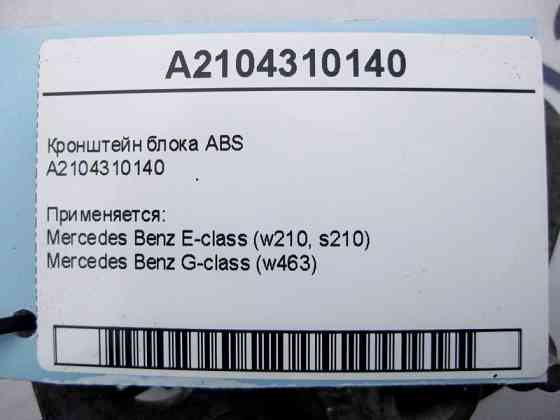 A2104310140
Кронштейн блока ABS
A2104310140
Применяется:
Mercedes Benz E-class (w210, s210)
Mercedes Benz G-class (w463)